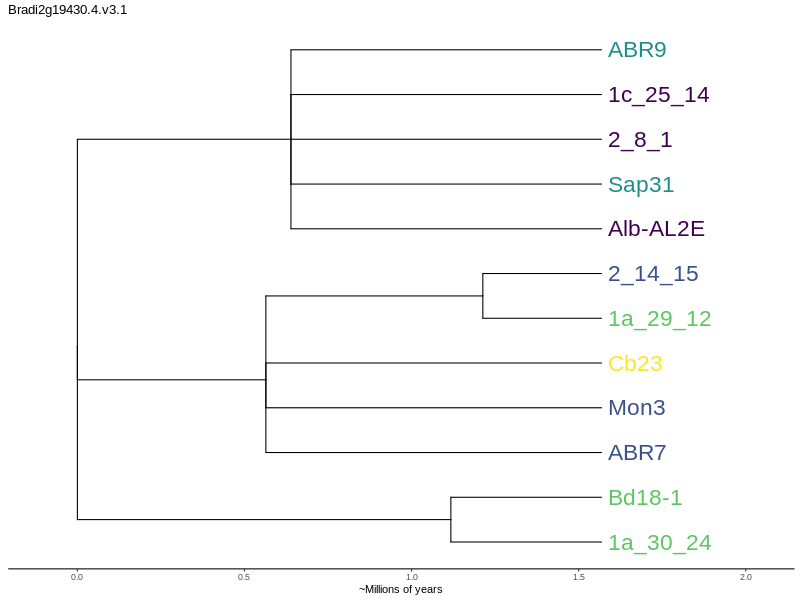 Bradi2g19430.4.v3.1
ABR9
1c_25_14
2_8_1
Sap31
Alb-AL2E
2_14_15
1a_29_12
Cb23
Mon3
ABR7
Bd18-1
1a_30_24
0.0 0.5 1.0 1.5 2.0
~Millions of years